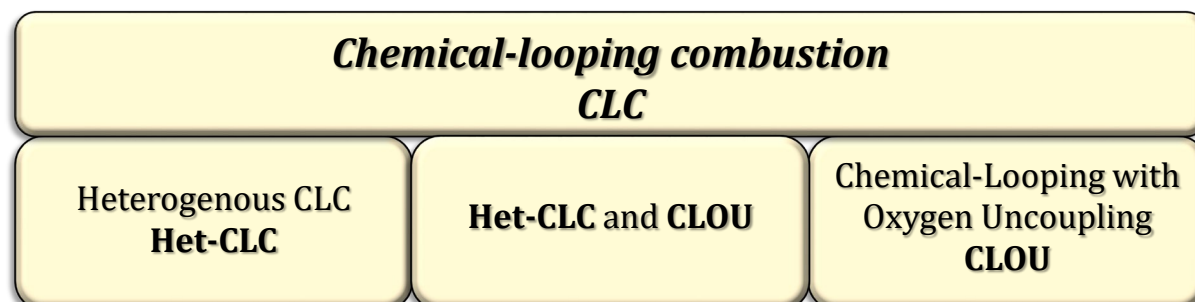 Chemical-looping combustion
CLC
Heterogenous CLC
Het-CLC
Het-CLC and CLOU
Chemical-Looping with
Oxygen Uncoupling
CLOU